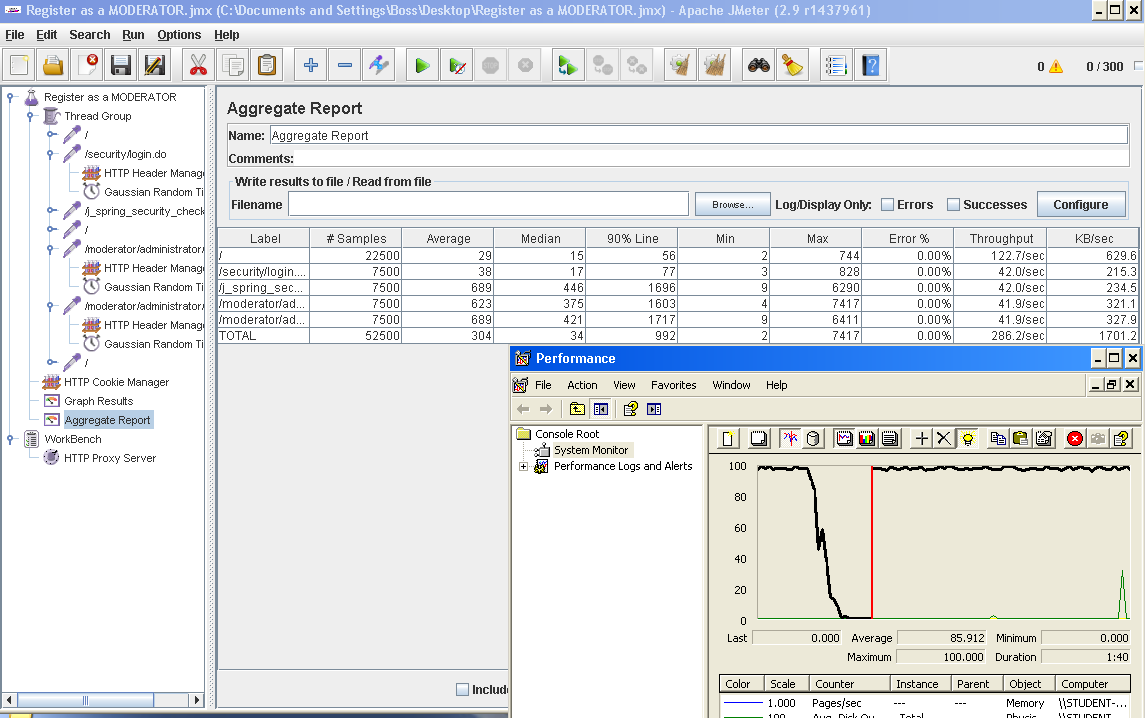 Register as a MODERATOR.jmx (C:\Documents and Settings\Boss\Desktop\Register as a MODERATOR.jmx) - Apache JMeter (2.9 r1437961)
File Edit Search Run Options Help
0 0 / 300
Register as a MODERATOR
Thread Group
/
/security/login.do
HTTP Header Manag
Gaussian Random Ti
/j_spring_security_check
/
/moderator/administrator/
HTTP Header Manag
Gaussian Random Ti
/moderator/administrator/
HTTP Header Manag
Gaussian Random Ti
/
HTTP Cookie Manager
Graph Results
Aggregate Report
WorkBench
HTTP Proxy Server
Aggregate Report
Name: Aggregate Report
Comments:
Write results to file / Read from file
Filename Browse... Log/Display Only: Errors Successes Configure
Label # Samples Average Median 90% Line Min Max Error % Throughput KB/sec
/ 22500 29 15 56 2 744 0.00% 122.7/sec 629.6
/security/login.... 7500 38 17 77 3 828 0.00% 42.0/sec 215.3
/j_spring_sec... 7500 689 446 1696 9 6290 0.00% 42.0/sec 234.5
/moderator/ad... 7500 623 375 1603 4 7417 0.00% 41.9/sec 321.1
/moderator/ad... 7500 689 421 1717 9 6411 0.00% 41.9/sec 327.9
TOTAL 52500 304 34 992 2 7417 0.00% 286.2/sec 1701.2
Include
Performance
File Action View Favorites Window Help
Console Root
System Monitor
Performance Logs and Alerts
100
80
60
40
20
0
Last 0.000 Average 85.912 Minimum 0.000
Maximum 100.000 Duration 1:40
Color Scale Counter Instance Parent Object Computer
1.000 Pages/sec --- --- Memory \\STUDENT-...
100 Avg. Disk Qu... _Total --- Physic... \\STUDENT-...